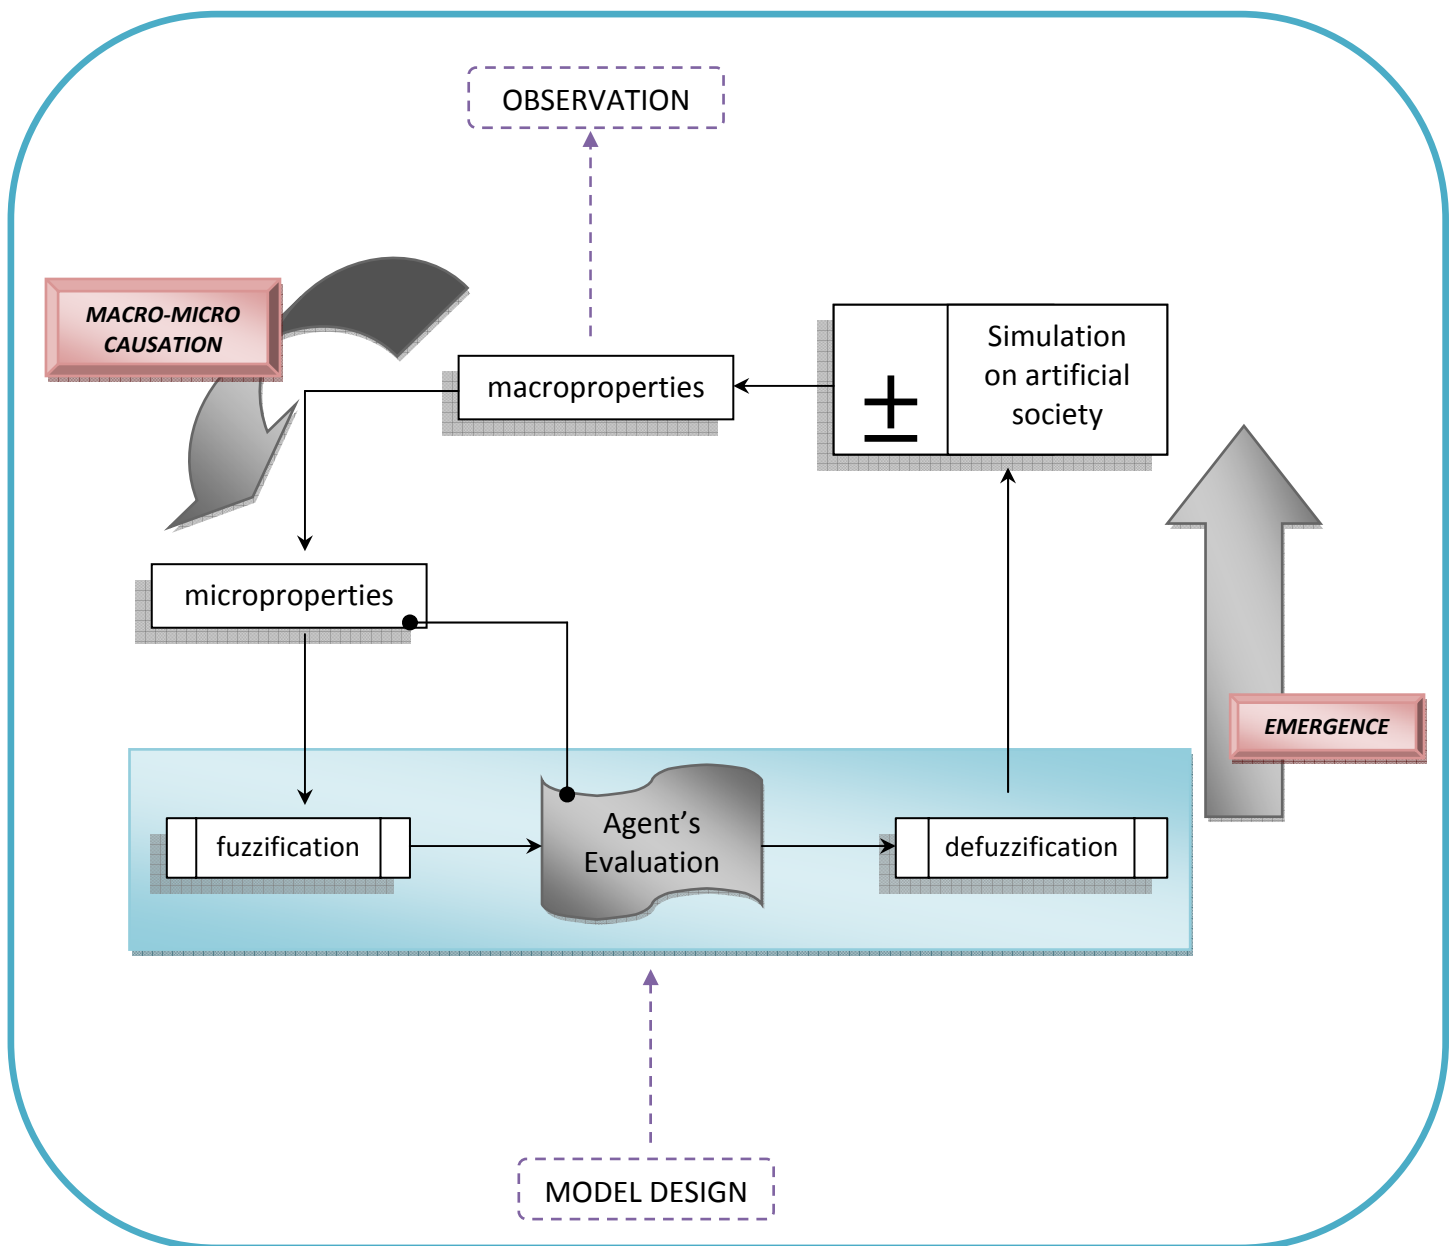 OBSERVATION
MACRO-MICRO
CAUSATION
macroproperties
±
Simulation
on artificial
society
microproperties
EMERGENCE
fuzzification
Agent’s
Evaluation
defuzzification
MODEL DESIGN